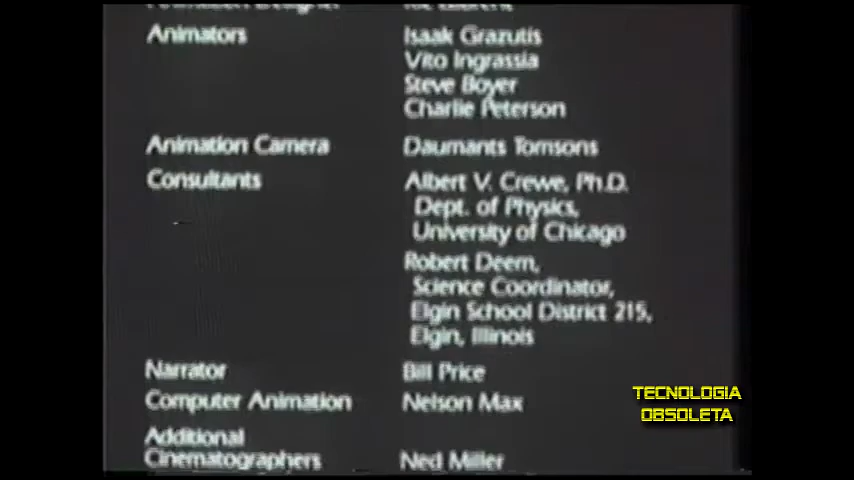 Animation Designer
Animators Isaak Grazutis
Vito Ingrassia
Steve Boyer
Charlie Peterson
Animation Camera Daumants Tomsons
Consultants Albert V. Crewe, Ph.D.
Dept. of Physics,
University of Chicago
Robert Deem,
Science Coordinator,
Elgin School District 215,
Elgin, Illinois
Narrator Bill Price
Computer Animation Nelson Max
Additional
Cinematographers Ned Miller
TECNOLOGIA
OBSOLETA